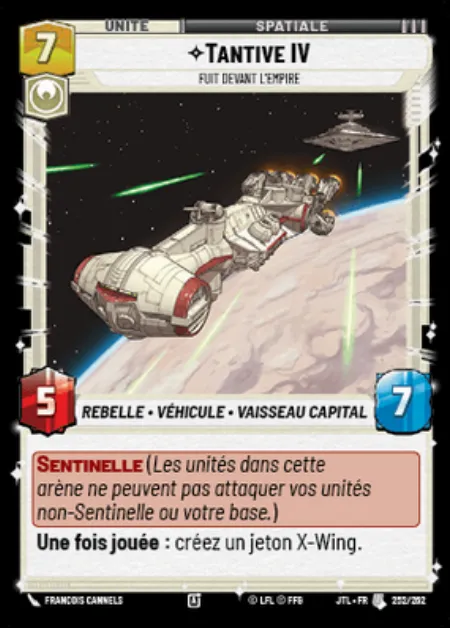 UNITÉ
SPATIALE
7
TANTIVE IV
FUIT DEVANT L'EMPIRE
5
REBELLE • VÉHICULE • VAISSEAU CAPITAL
7
SENTINELLE (Les unités dans cette
arène ne peuvent pas attaquer vos unités
non-Sentinelle ou votre base.)
Une fois jouée : créez un jeton X-Wing.
FRANCOIS CANNELS
© LFL © FFG
JTL • FR
252/262